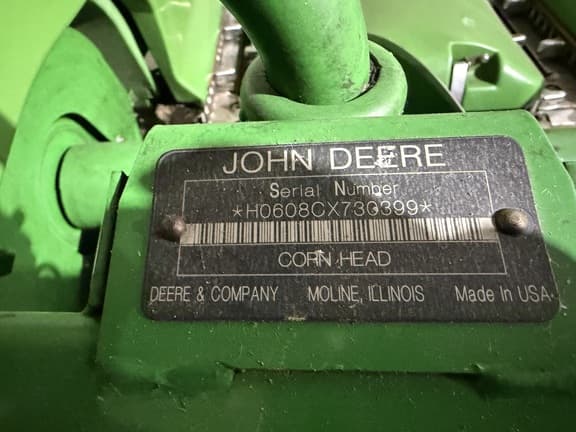 JOHN DEERE
Serial Number
*H0608CX730399*
CORN HEAD
DEERE & COMPANY MOLINE, ILLINOIS Made In USA